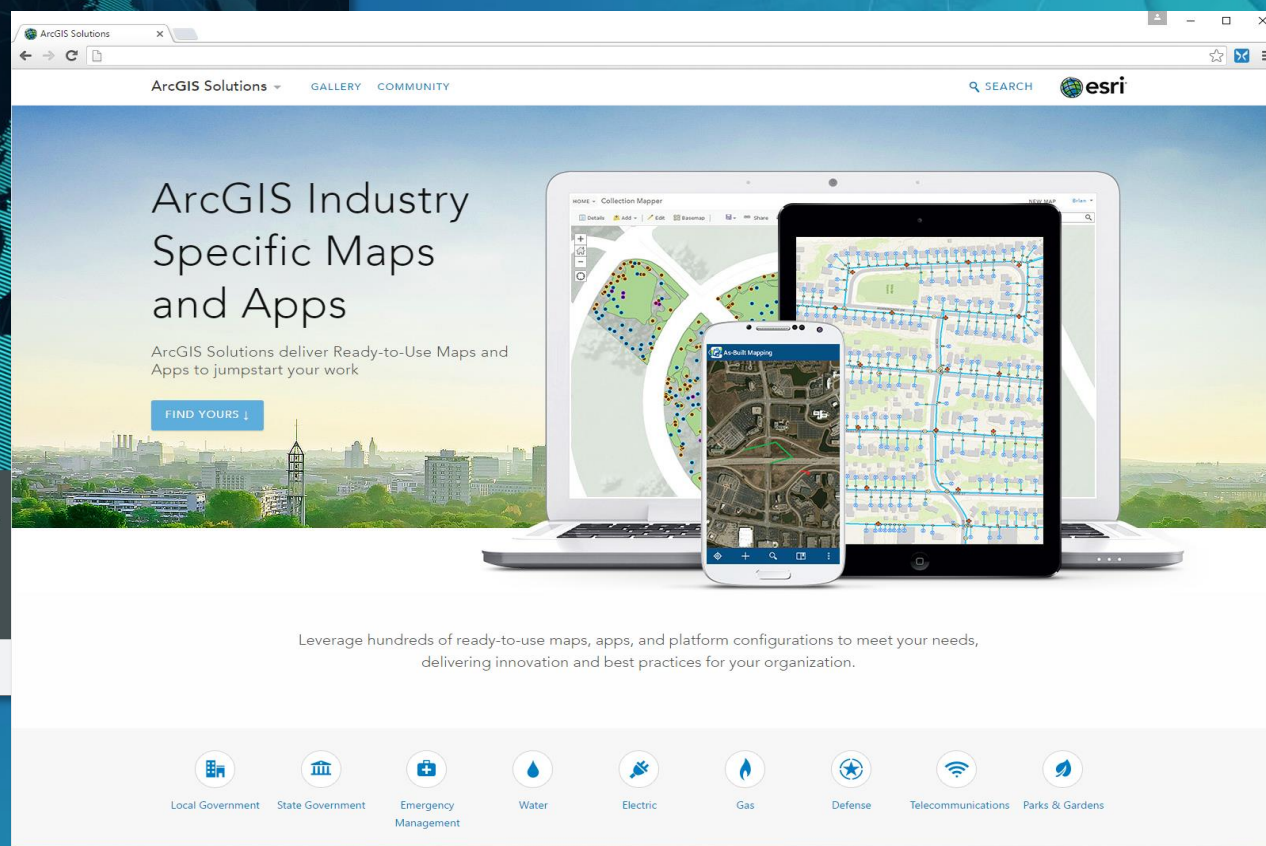 ArcGIS Solutions
ArcGIS Solutions GALLERY COMMUNITY SEARCH esri
ArcGIS Industry
Specific Maps
and Apps
ArcGIS Solutions deliver Ready-to-Use Maps and
Apps to jumpstart your work
FIND YOURS ↓
HOME Collection Mapper NEW MAP Brian
Details Add Edit Basemap Share
As-Built Mapping
Leverage hundreds of ready-to-use maps, apps, and platform configurations to meet your needs,
delivering innovation and best practices for your organization.
Local Government State Government Emergency Management Water Electric Gas Defense Telecommunications Parks & Gardens